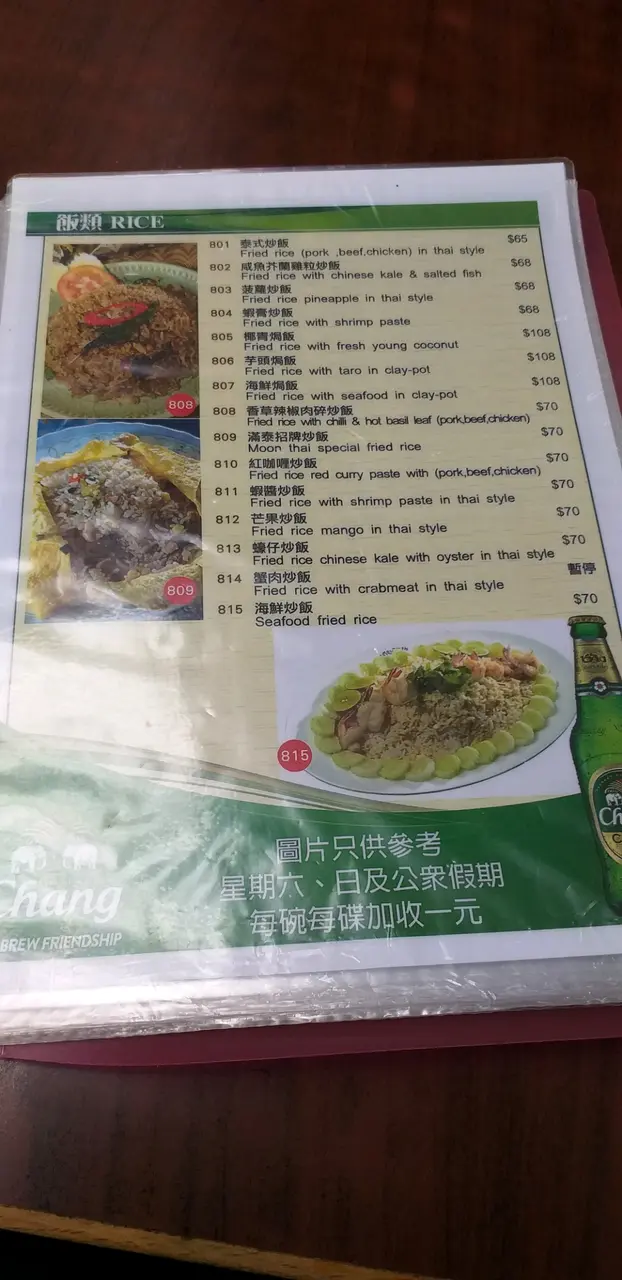 飯類 RICE
801 泰式炒飯 $65
Fried rice (pork ,beef,chicken) in thai style
802 咸魚芥蘭雞粒炒飯 $68
Fried rice with chinese kale & salted fish
803 菠蘿炒飯 $68
Fried rice pineapple in thai style
804 蝦膏炒飯 $68
Fried rice with shrimp paste
805 椰青焗飯 $108
Fried rice with fresh young coconut
806 芋頭焗飯 $108
Fried rice with taro in clay-pot
807 海鮮焗飯 $108
Fried rice with seafood in clay-pot
808 香草辣椒肉碎炒飯 $70
Fried rice with chilli & hot basil leaf (pork,beef,chicken)
809 滿泰招牌炒飯 $70
Moon thai special fried rice
810 紅咖喱炒飯 $70
Fried rice red curry paste with (pork,beef,chicken)
811 蝦醬炒飯 $70
Fried rice with shrimp paste in thai style
812 芒果炒飯 $70
Fried rice mango in thai style
813 蠔仔炒飯 $70
Fried rice chinese kale with oyster in thai style
814 蟹肉炒飯 暫停
Fried rice with crabmeat in thai style
815 海鮮炒飯 $70
Seafood fried rice
808
809
815
圖片只供參考
星期六、日及公眾假期
每碗每碟加收一元
Chang
BREW FRIENDSHIP